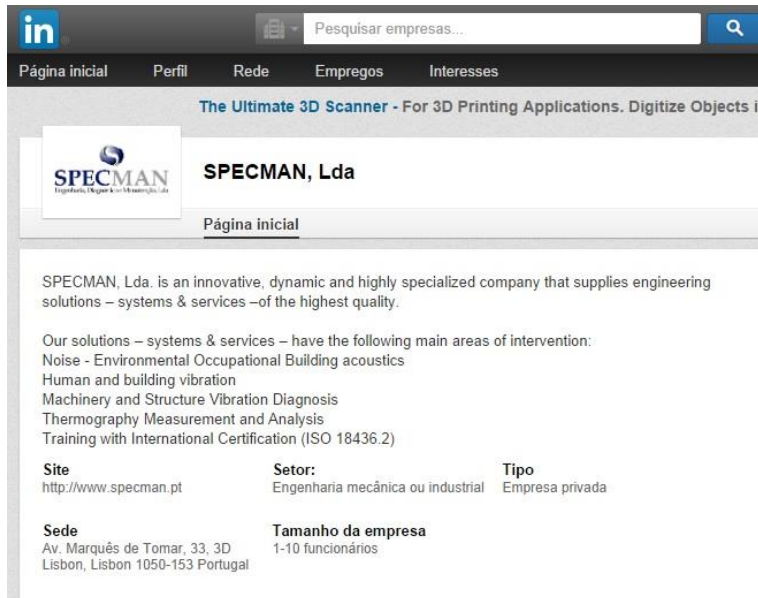 in
Pesquisar empresas...
Página inicial Perfil Rede Empregos Interesses
The Ultimate 3D Scanner - For 3D Printing Applications. Digitize Objects i
SPECMAN
Engenharia, Diagnóstico e Manutenção, Lda
SPECMAN, Lda
Página inicial
SPECMAN, Lda. is an innovative, dynamic and highly specialized company that supplies engineering
solutions – systems & services –of the highest quality.
Our solutions – systems & services – have the following main areas of intervention:
Noise - Environmental Occupational Building acoustics
Human and building vibration
Machinery and Structure Vibration Diagnosis
Thermography Measurement and Analysis
Training with International Certification (ISO 18436.2)
Site Setor: Tipo
http://www.specman.pt Engenharia mecânica ou industrial Empresa privada
Sede Tamanho da empresa
Av. Marquês de Tomar, 33, 3D 1-10 funcionários
Lisbon, Lisbon 1050-153 Portugal